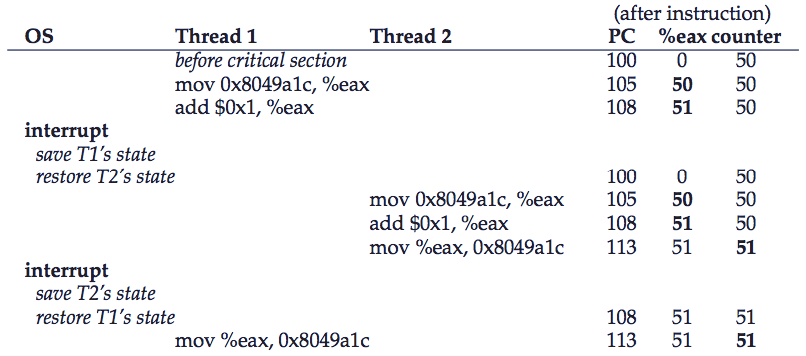 (after instruction)
OS Thread 1 Thread 2 PC %eax counter
before critical section 100 0 50
mov 0x8049a1c, %eax 105 50 50
add $0x1, %eax 108 51 50
interrupt
save T1's state
restore T2's state 100 0 50
mov 0x8049a1c, %eax 105 50 50
add $0x1, %eax 108 51 50
mov %eax, 0x8049a1c 113 51 51
interrupt
save T2's state
restore T1's state 108 51 51
mov %eax, 0x8049a1c 113 51 51